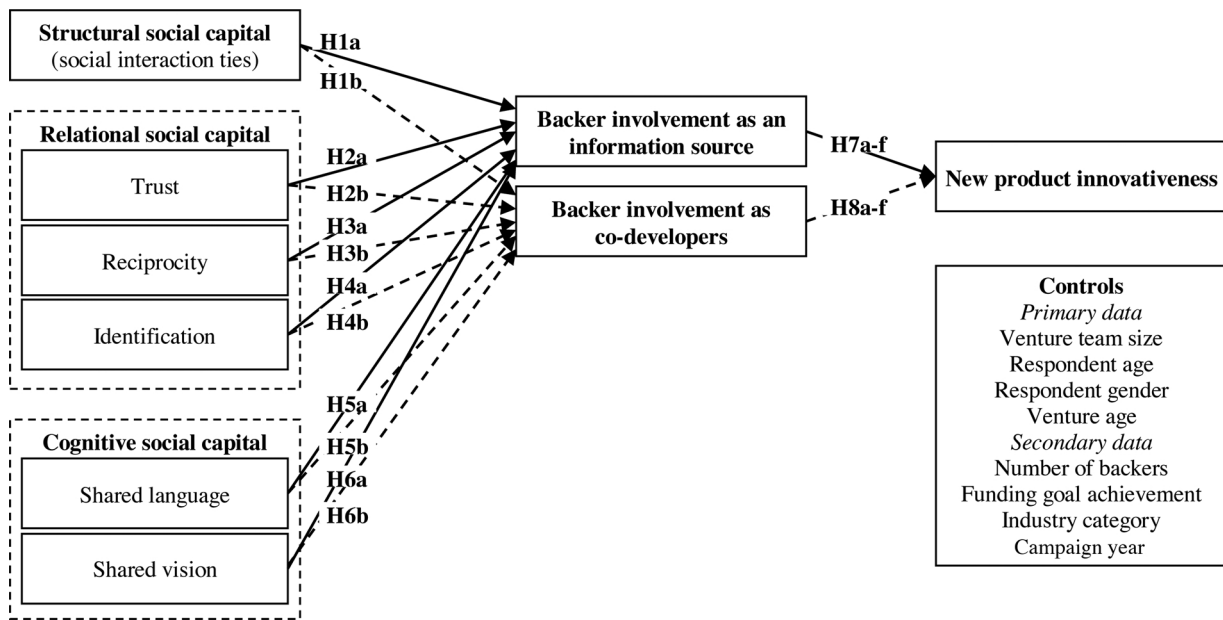 Structural social capital
(social interaction ties)
Relational social capital
Trust
Reciprocity
Identification
Cognitive social capital
Shared language
Shared vision
H1a
H1b
H2a
H2b
H3a
H3b
H4a
H4b
H5a
H5b
H6a
H6b
Backer involvement as an
information source
Backer involvement as
co-developers
H7a-f
H8a-f
New product innovativeness
Controls
Primary data
Venture team size
Respondent age
Respondent gender
Venture age
Secondary data
Number of backers
Funding goal achievement
Industry category
Campaign year